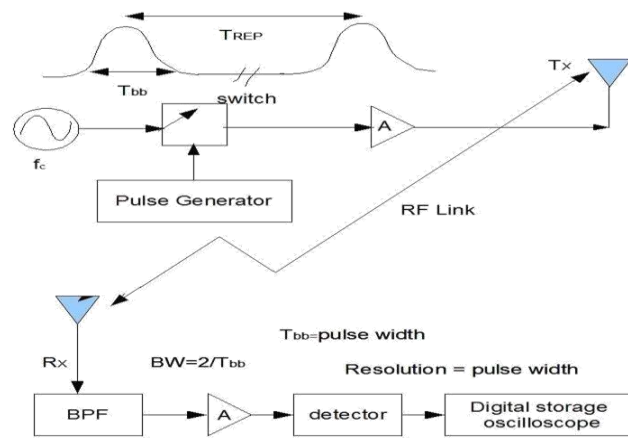 TREP
Tbb
switch
Tx
A
fc
Pulse Generator
RF Link
Tbb=pulse width
Rx
BW=2/Tbb
Resolution = pulse width
BPF
A
detector
Digital storage
oscilloscope